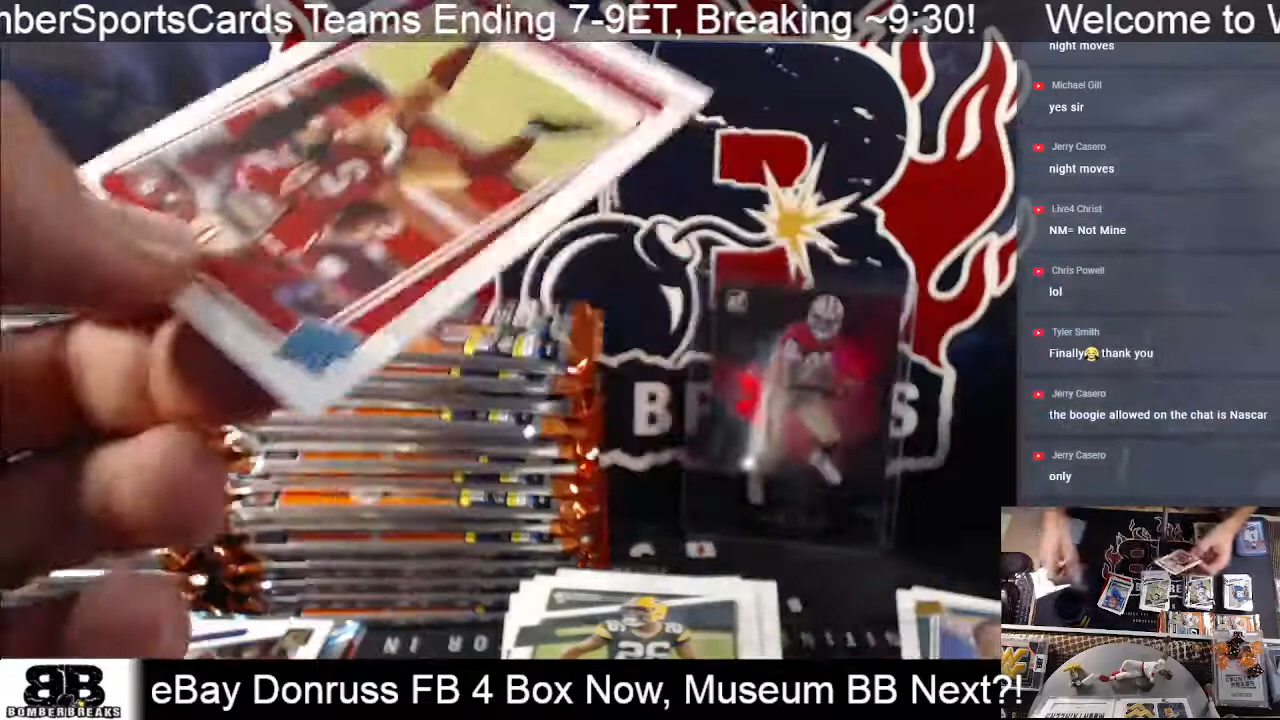 mberSportsCards Teams Ending 7-9ET, Breaking ~9:30!
Welcome to W
night moves
Michael Gill
yes sir
Jerry Casero
night moves
Live4 Christ
NM= Not Mine
Chris Powell
lol
Tyler Smith
Finally😂 thank you
Jerry Casero
the boogie allowed on the chat is Nascar
Jerry Casero
only
BB
BOMBERBREAKS
eBay Donruss FB 4 Box Now, Museum BB Next?!